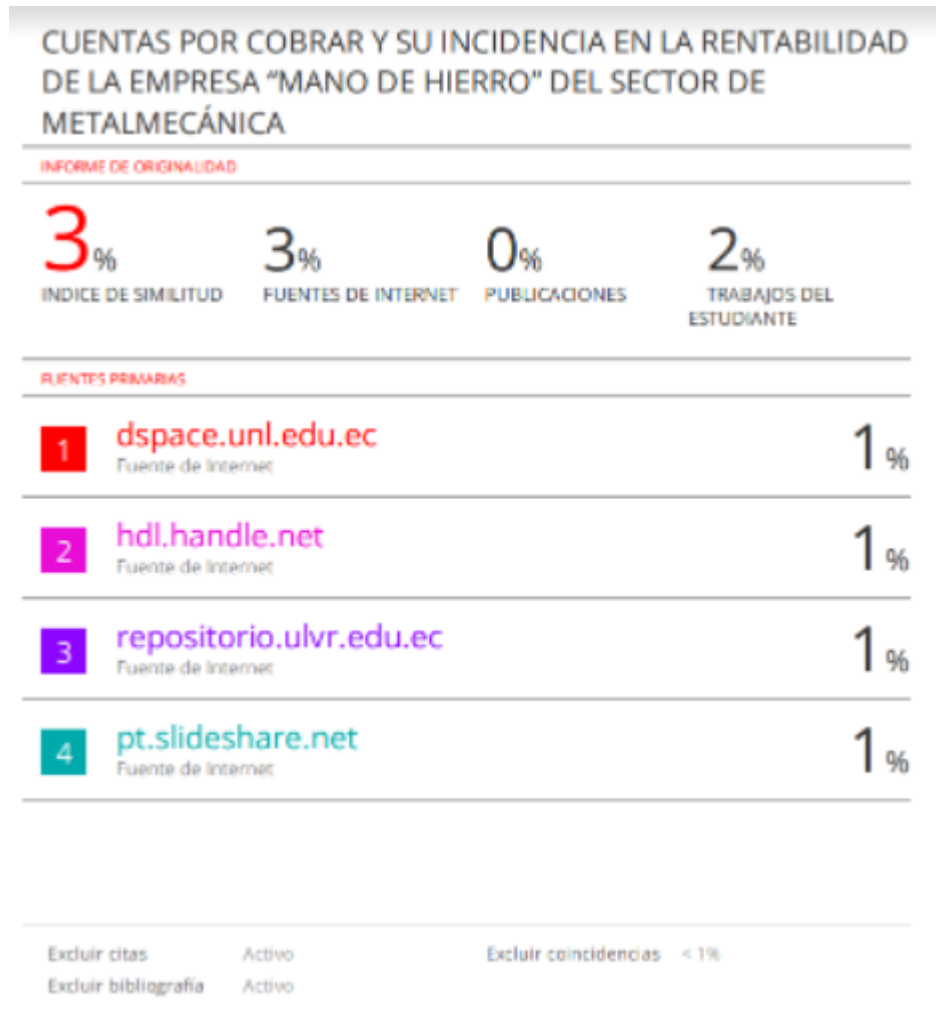 CUENTAS POR COBRAR Y SU INCIDENCIA EN LA RENTABILIDAD
DE LA EMPRESA “MANO DE HIERRO” DEL SECTOR DE
METALMECÁNICA
INFORME DE ORIGINALIDAD
3% 3% 0% 2%
INDICE DE SIMILITUD FUENTES DE INTERNET PUBLICACIONES TRABAJOS DEL
ESTUDIANTE
FUENTES PRIMARIAS
1 dspace.unl.edu.ec 1%
Fuente de Internet
2 hdl.handle.net 1%
Fuente de Internet
3 repositorio.ulvr.edu.ec 1%
Fuente de Internet
4 pt.slideshare.net 1%
Fuente de Internet
Excluir citas Activo Excluir coincidencias < 1%
Excluir bibliografía Activo